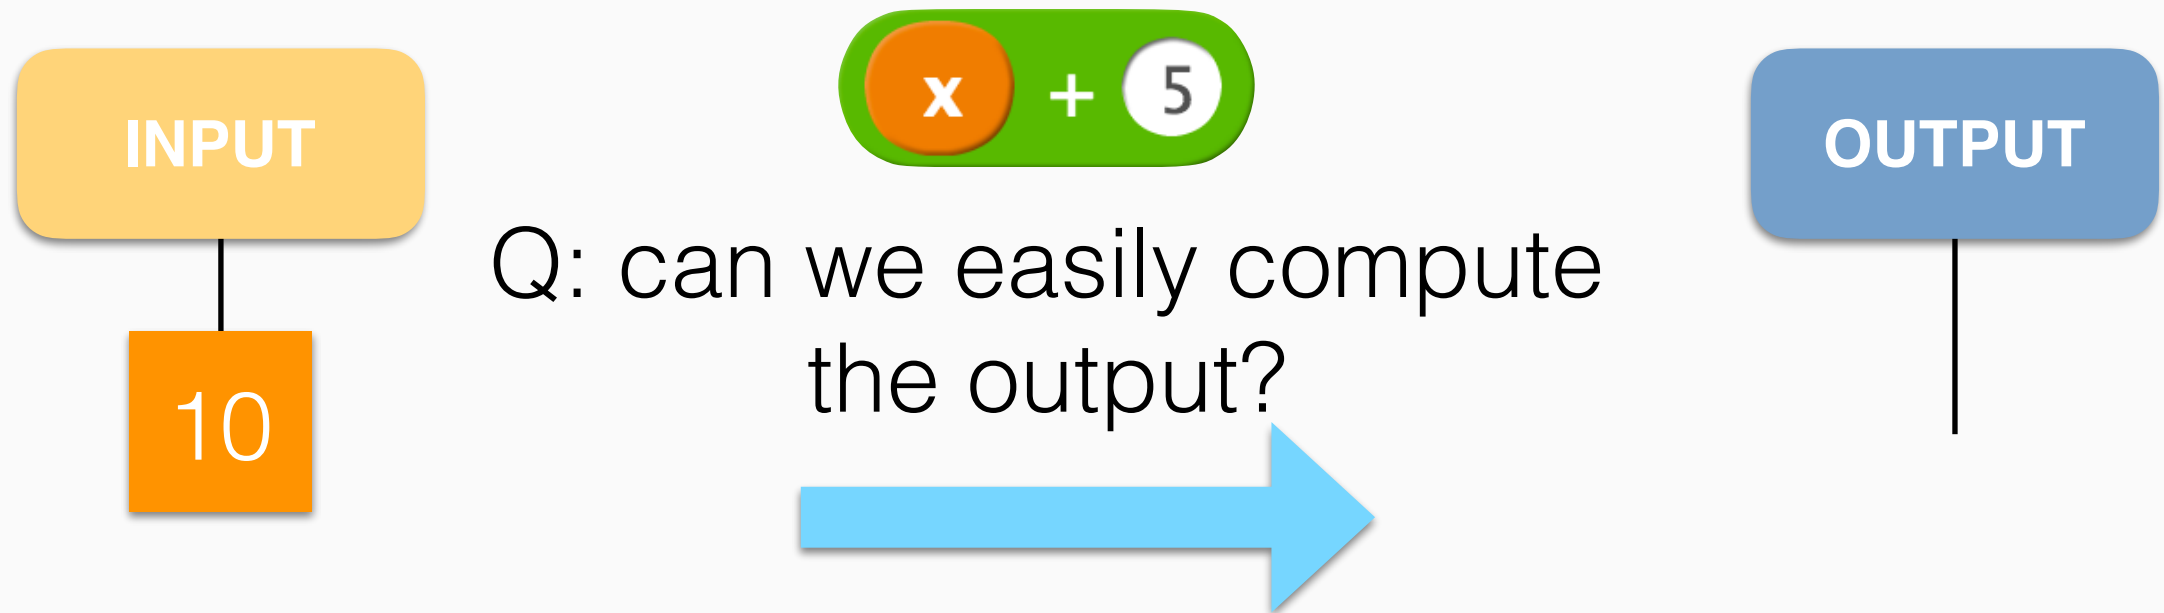 x + 5
INPUT
OUTPUT
Q: can we easily compute
the output?
10